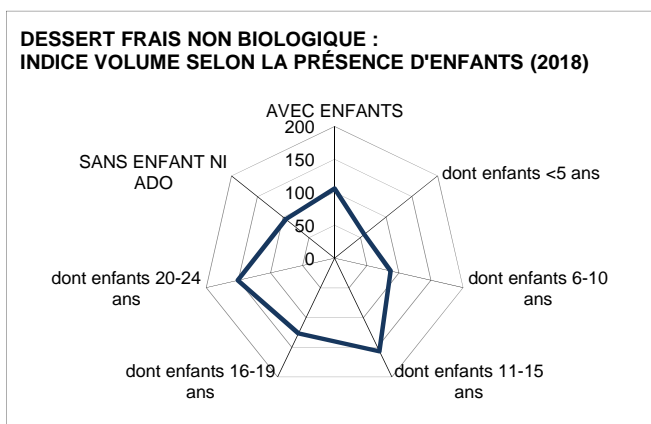 DESSERT FRAIS NON BIOLOGIQUE :
INDICE VOLUME SELON LA PRÉSENCE D'ENFANTS (2018)
AVEC ENFANTS
200
150
100
50
0
dont enfants <5 ans
dont enfants 6-10
ans
dont enfants 11-15
ans
dont enfants 16-19
ans
dont enfants 20-24
ans
SANS ENFANT NI
ADO